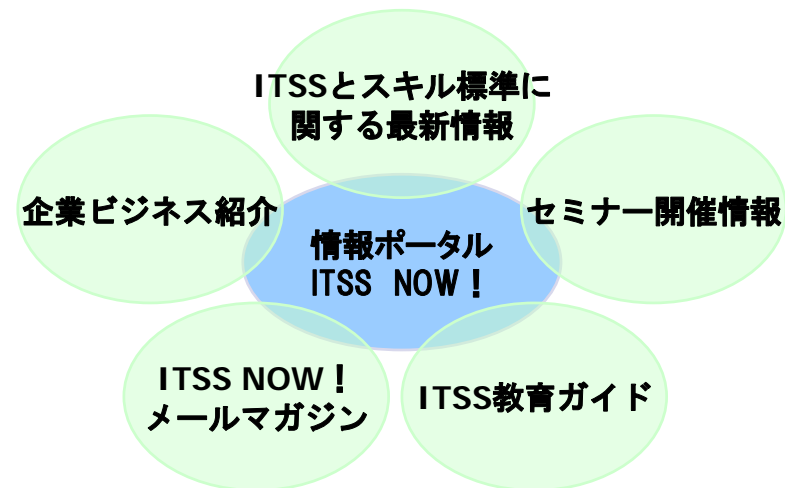 ITSSとスキル標準に
関する最新情報
企業ビジネス紹介
セミナー開催情報
情報ポータル
ITSS　NOW！
ITSS NOW！
メールマガジン
ITSS教育ガイド